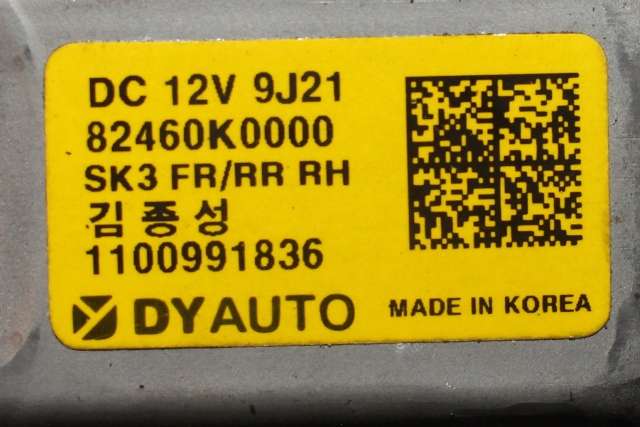 DC 12V 9J21
82460K0000
SK3 FR/RR RH
김종성
1100991836
DYAUTO
MADE IN KOREA